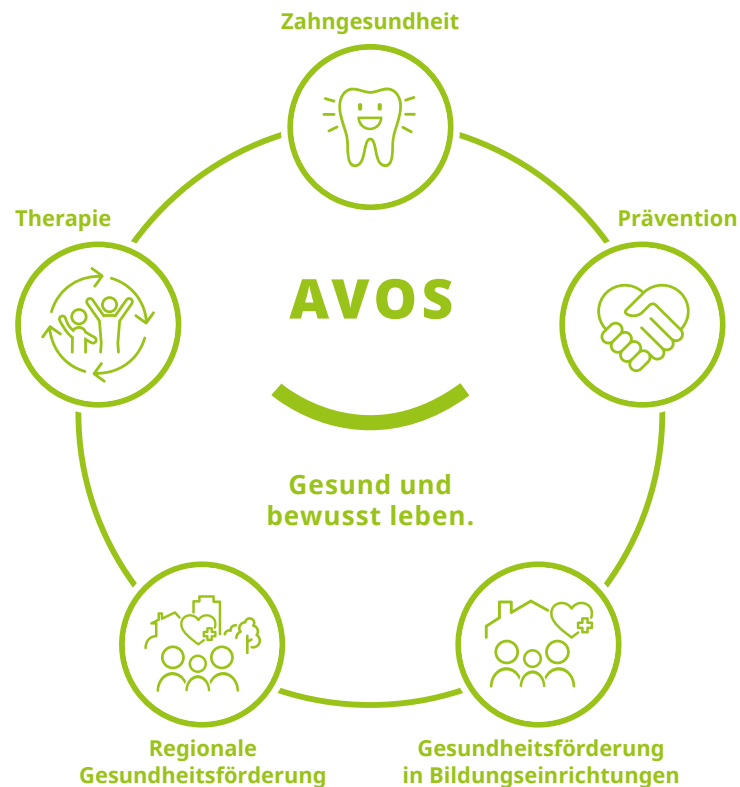 Zahngesundheit
Therapie
Prävention
AVOS
Gesund und
bewusst leben.
Regionale
Gesundheitsförderung
Gesundheitsförderung
in Bildungseinrichtungen